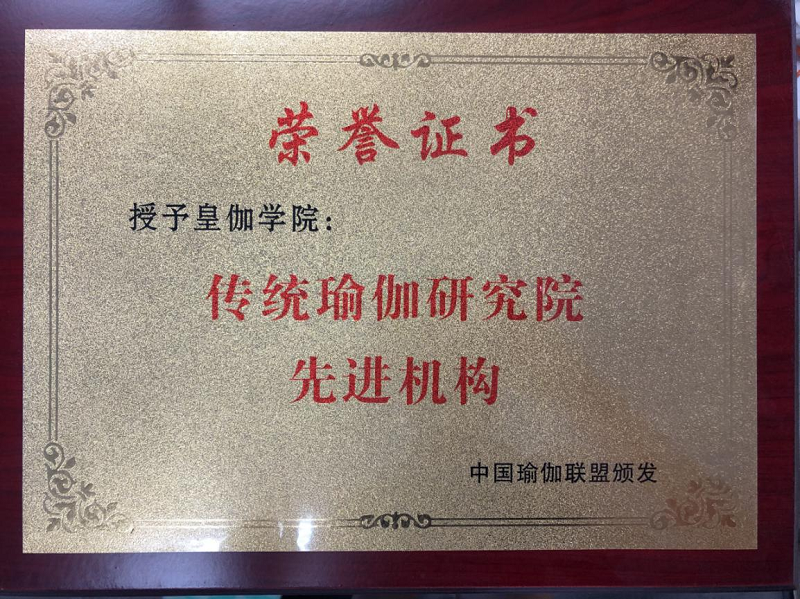 荣誉证书
授予皇伽学院：
传统瑜伽研究院
先进机构
中国瑜伽联盟颁发